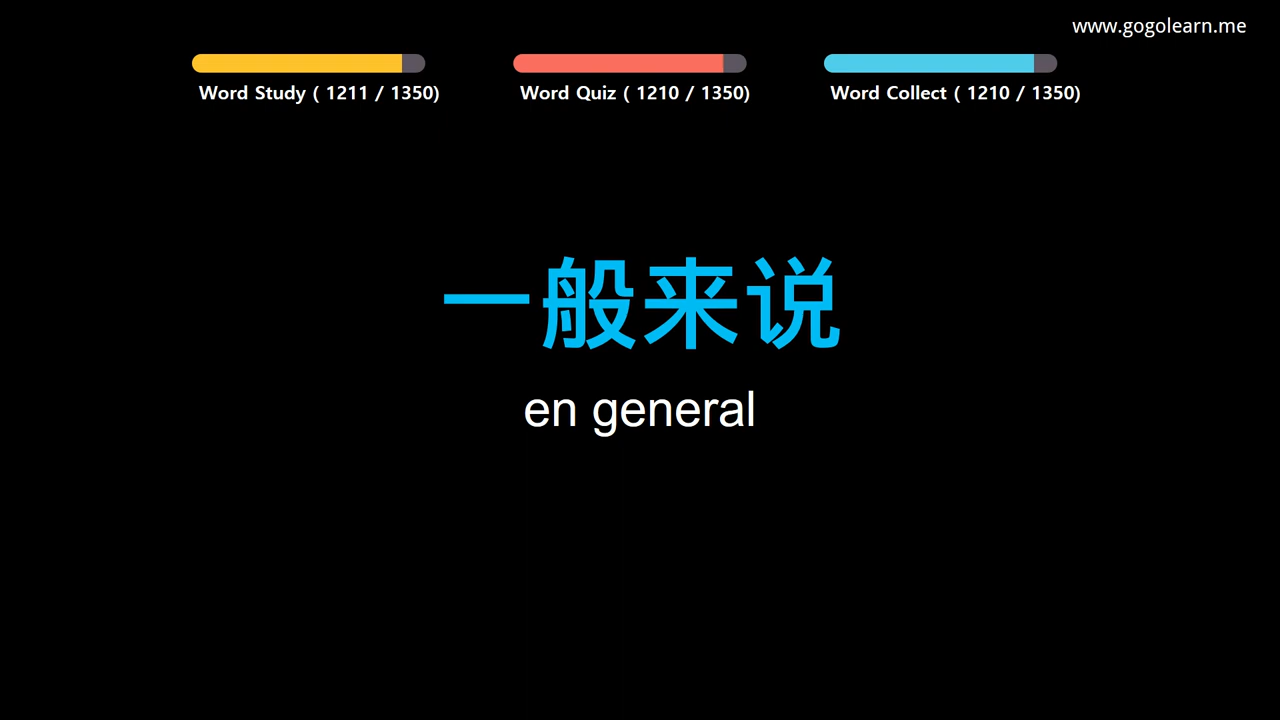 www.gogolearn.me
Word Study ( 1211 / 1350)
Word Quiz ( 1210 / 1350)
Word Collect ( 1210 / 1350)
一般来说
en general